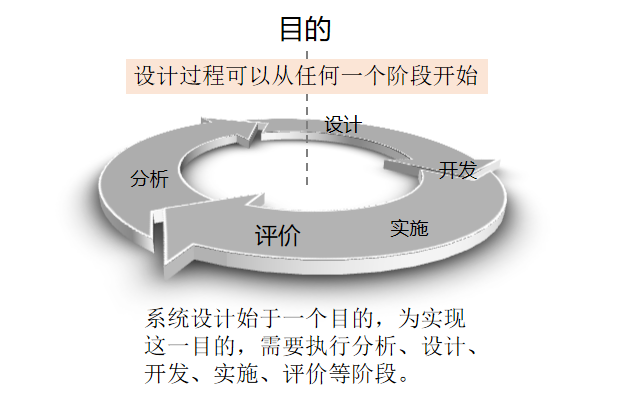 目的
设计过程可以从任何一个阶段开始
设计
开发
分析
实施
评价
系统设计始于一个目的，为实现
这一目的，需要执行分析、设计、
开发、实施、评价等阶段。